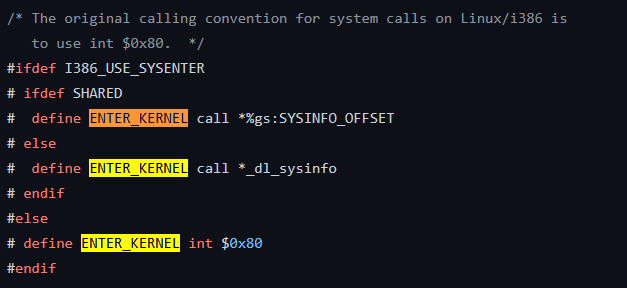 /* The original calling convention for system calls on Linux/i386 is
   to use int $0x80.  */
#ifdef I386_USE_SYSENTER
# ifdef SHARED
#  define ENTER_KERNEL call *%gs:SYSINFO_OFFSET
# else
#  define ENTER_KERNEL call *_dl_sysinfo
# endif
#else
# define ENTER_KERNEL int $0x80
#endif